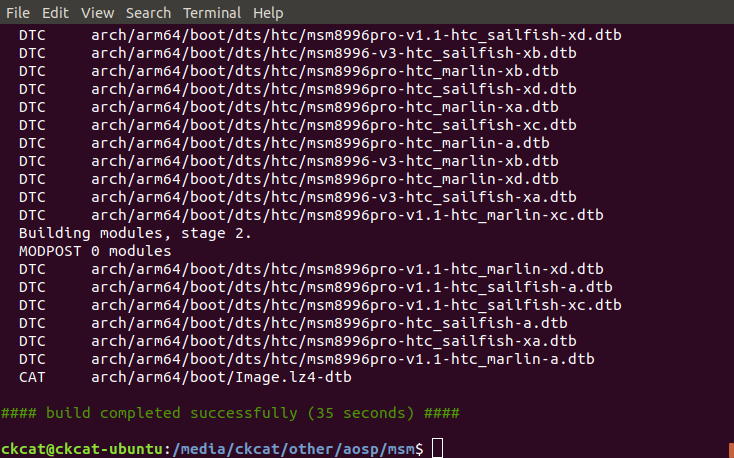 File Edit View Search Terminal Help
DTC arch/arm64/boot/dts/htc/msm8996pro-v1.1-htc_sailfish-xd.dtb
DTC arch/arm64/boot/dts/htc/msm8996-v3-htc_sailfish-xb.dtb
DTC arch/arm64/boot/dts/htc/msm8996pro-htc_marlin-xb.dtb
DTC arch/arm64/boot/dts/htc/msm8996pro-htc_sailfish-xd.dtb
DTC arch/arm64/boot/dts/htc/msm8996pro-htc_marlin-xa.dtb
DTC arch/arm64/boot/dts/htc/msm8996pro-htc_sailfish-xc.dtb
DTC arch/arm64/boot/dts/htc/msm8996pro-htc_marlin-a.dtb
DTC arch/arm64/boot/dts/htc/msm8996-v3-htc_marlin-xb.dtb
DTC arch/arm64/boot/dts/htc/msm8996pro-htc_marlin-xd.dtb
DTC arch/arm64/boot/dts/htc/msm8996-v3-htc_sailfish-xa.dtb
DTC arch/arm64/boot/dts/htc/msm8996pro-v1.1-htc_marlin-xc.dtb
Building modules, stage 2.
MODPOST 0 modules
DTC arch/arm64/boot/dts/htc/msm8996pro-v1.1-htc_marlin-xd.dtb
DTC arch/arm64/boot/dts/htc/msm8996pro-v1.1-htc_sailfish-a.dtb
DTC arch/arm64/boot/dts/htc/msm8996pro-v1.1-htc_sailfish-xc.dtb
DTC arch/arm64/boot/dts/htc/msm8996pro-htc_sailfish-a.dtb
DTC arch/arm64/boot/dts/htc/msm8996pro-htc_sailfish-xa.dtb
DTC arch/arm64/boot/dts/htc/msm8996pro-v1.1-htc_marlin-a.dtb
CAT arch/arm64/boot/Image.lz4-dtb
#### build completed successfully (35 seconds) ####
ckcat@ckcat-ubuntu:/media/ckcat/other/aosp/msm$